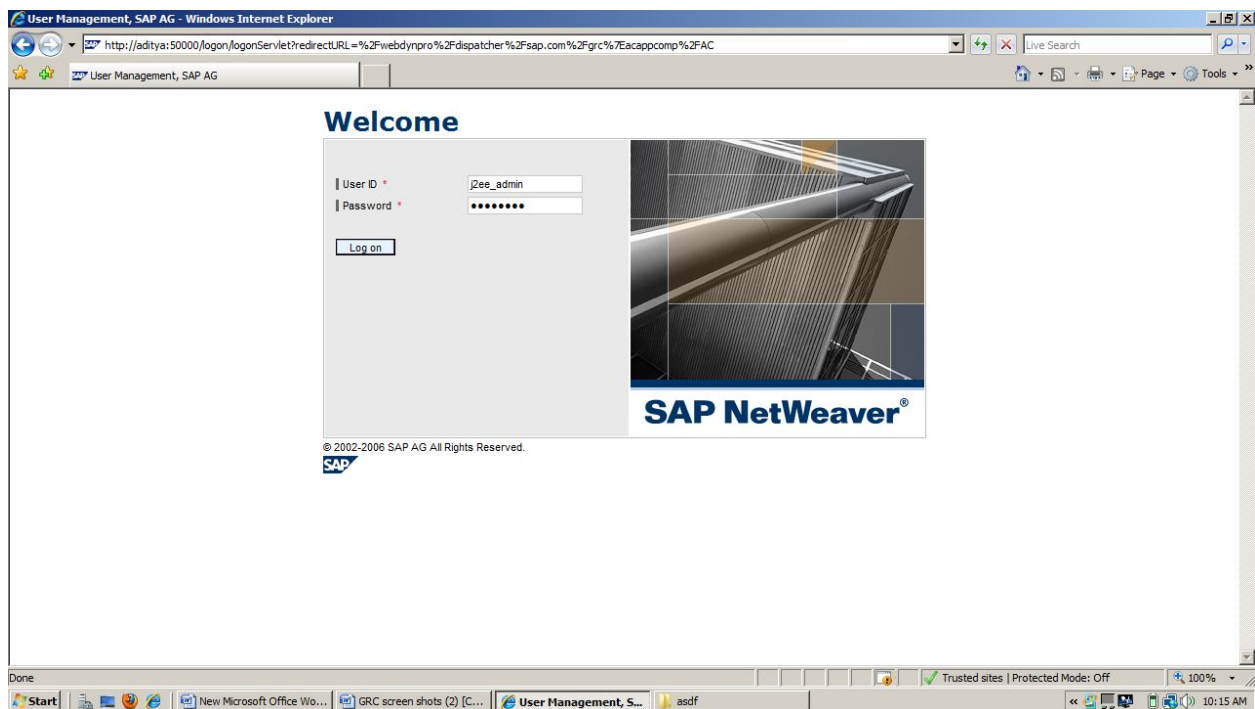 User Management, SAP AG - Windows Internet Explorer
http://aditya:50000/logon/logonServlet?redirectURL=%2Fwebdynpro%2Fdispatcher%2Fsap.com%2Fgrc%7Eacappcomp%2FAC
Live Search
SAP User Management, SAP AG
Page
Tools
Welcome
User ID *
j2ee_admin
Password *
••••••••
Log on
SAP NetWeaver®
© 2002-2006 SAP AG All Rights Reserved.
SAP
Done
Trusted sites | Protected Mode: Off
100%
Start
New Microsoft Office Wo...
GRC screen shots (2) [C...
User Management, S...
asdf
10:15 AM